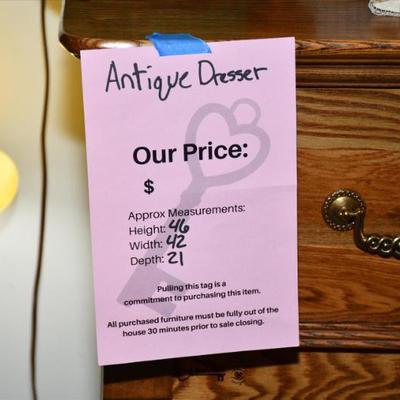 Antique Dresser
Our Price:
$
Approx Measurements:
Height: 46
Width: 42
Depth: 21
Pulling this tag is a
commitment to purchasing this item.
All purchased furniture must be fully out of the
house 30 minutes prior to sale closing.